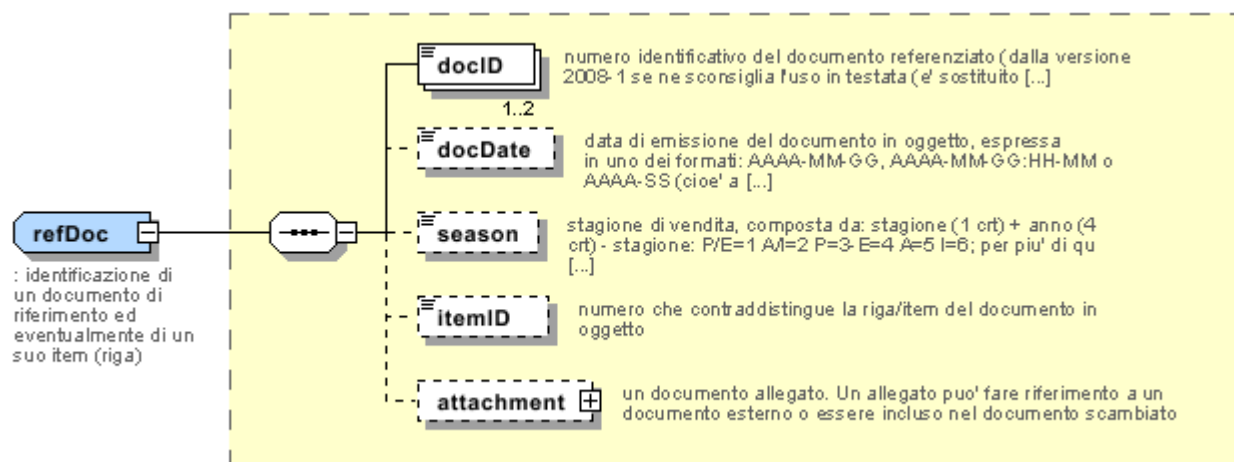 refDoc
: identificazione di
un documento di
riferimento ed
eventualmente di un
suo item (riga)
docID
1..2
numero identificativo del documento referenziato (dalla versione
2008-1 se ne sconsiglia l'uso in testata (e' sostituito [...]
docDate
data di emissione del documento in oggetto, espressa
in uno dei formati: AAAA-MM-GG, AAAA-MM-GG:HH-MM o
AAAA-SS (cioe' a [...]
season
stagione di vendita, composta da: stagione (1 crt) + anno (4
crt) - stagione: P/E=1 A/I=2 P=3- E=4 A=5 I=6; per piu' di qu
[...]
itemID
numero che contraddistingue la riga/item del documento in
oggetto
attachment
un documento allegato. Un allegato puo' fare riferimento a un
documento esterno o essere incluso nel documento scambiato